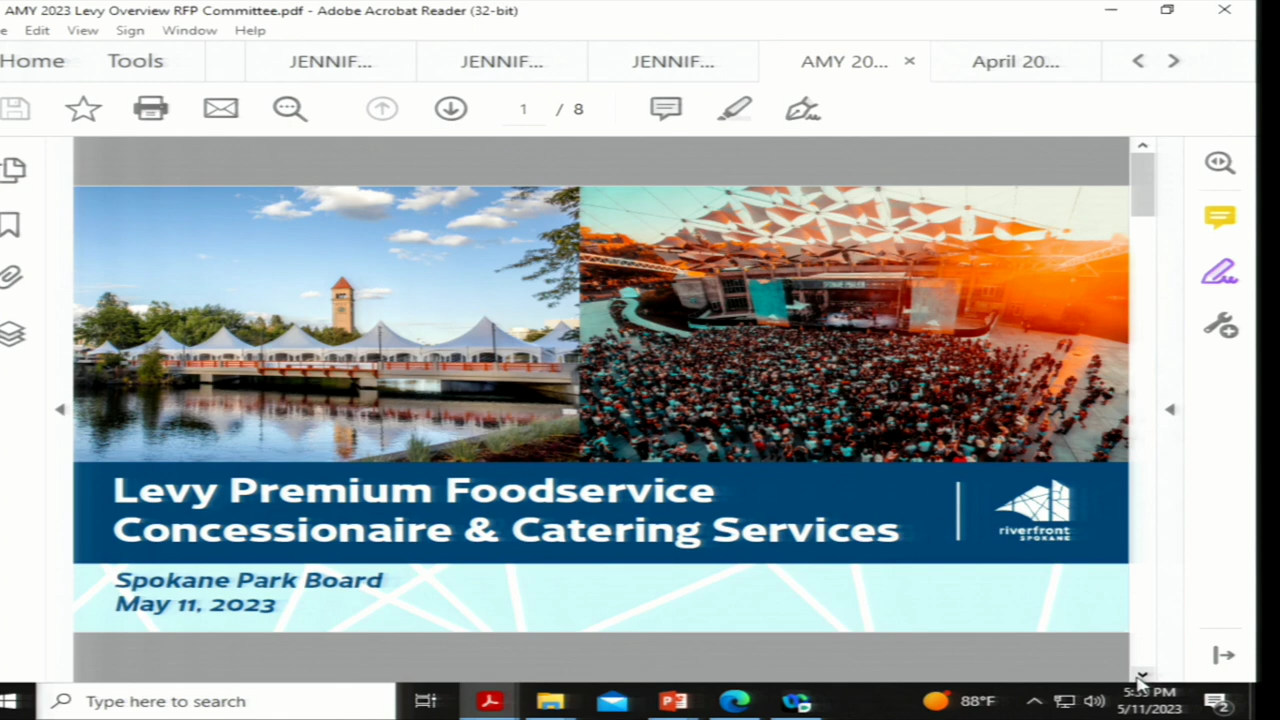 AMY 2023 Levy Overview RFP Committee.pdf - Adobe Acrobat Reader (32-bit)
e Edit View Sign Window Help
Home Tools JENNIF... JENNIF... JENNIF... AMY 20... × April 20...
1 / 8
Levy Premium Foodservice
Concessionaire & Catering Services
riverfront
SPOKANE
Spokane Park Board
May 11, 2023
Type here to search
88°F
PM
5/11/2023
2